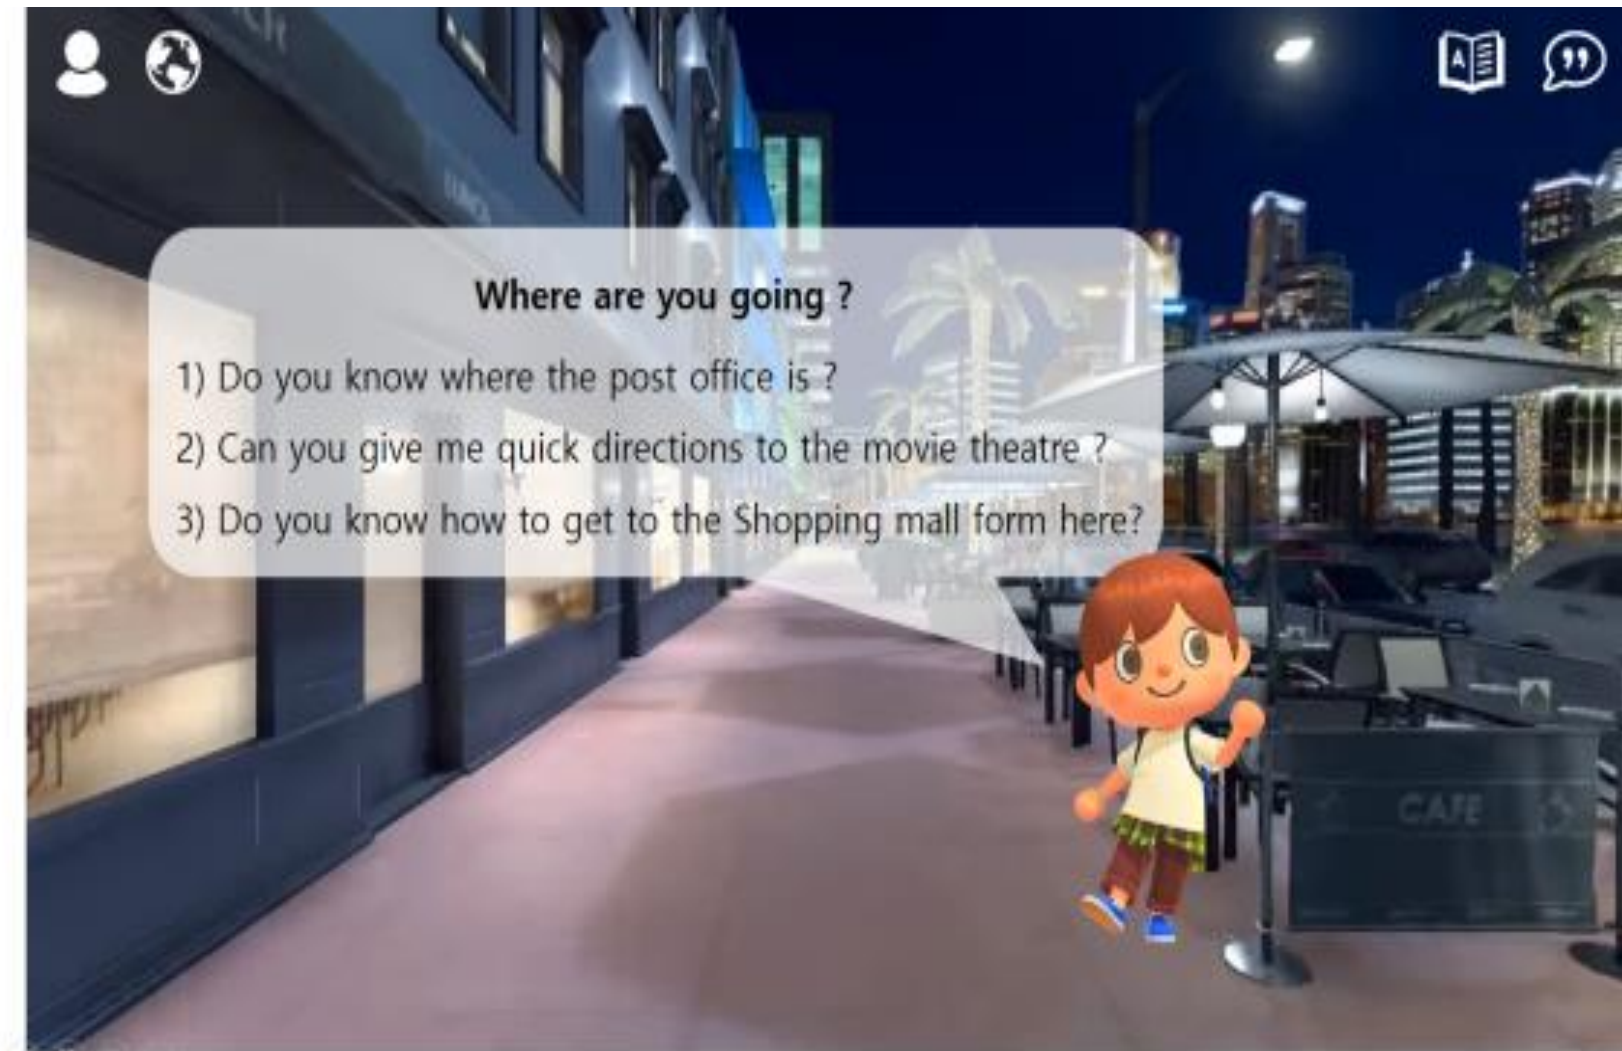 Where are you going ?
1) Do you know where the post office is ?
2) Can you give me quick directions to the movie theatre ?
3) Do you know how to get to the Shopping mall form here?
CAFE